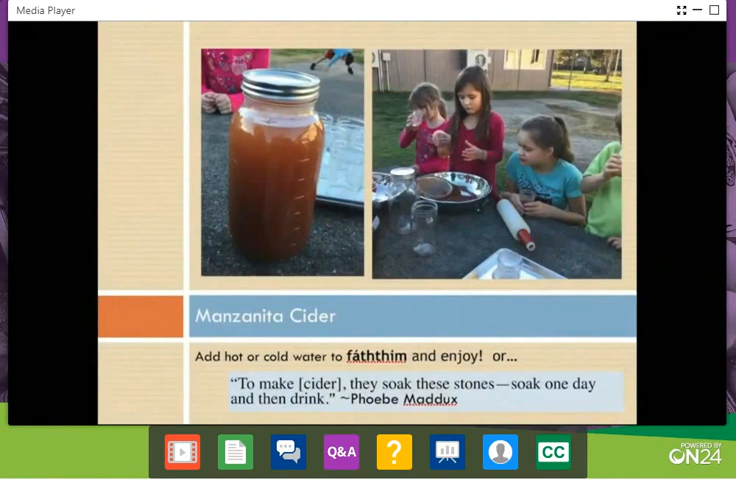 Media Player
Manzanita Cider
Add hot or cold water to fáththim and enjoy! or...
“To make [cider], they soak these stones—soak one day
and then drink.” ~Phoebe Maddux
Q&A
?
CC
POWERED BY
ON24